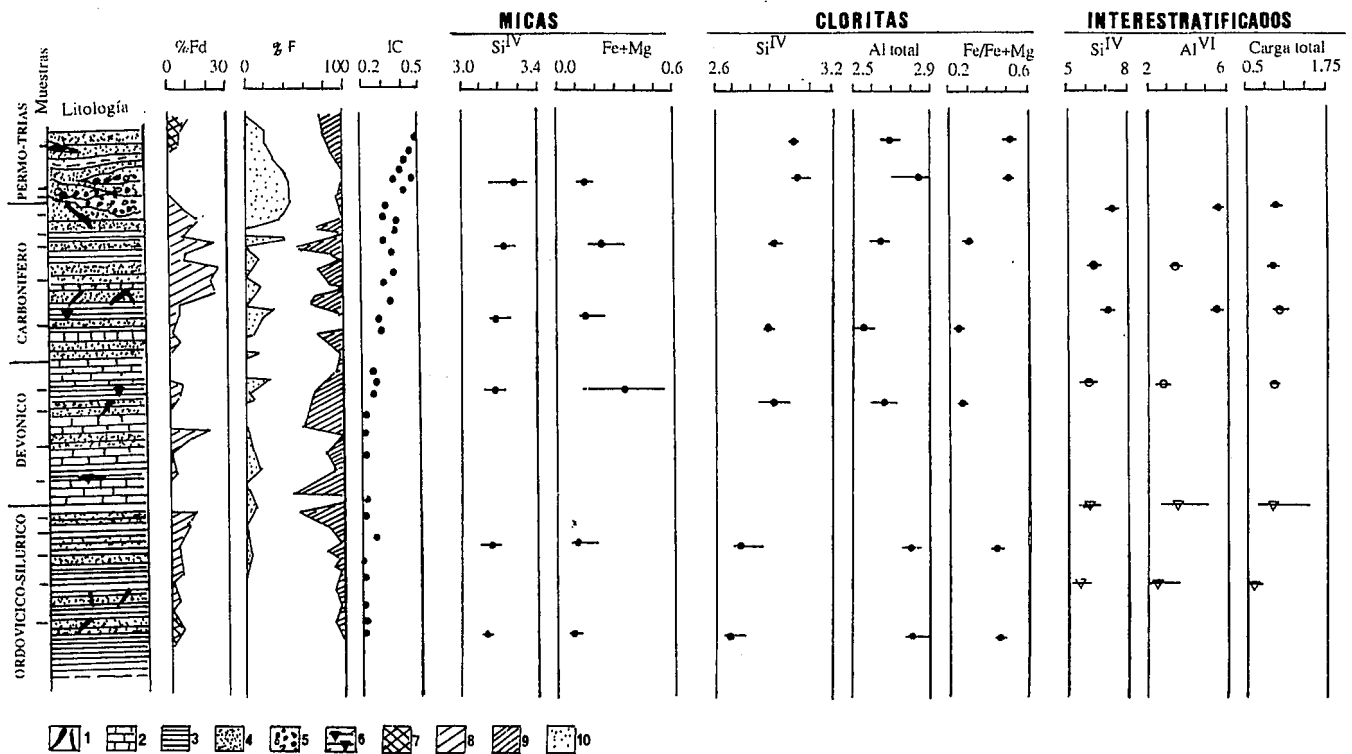 MICAS CLORITAS INTERESTRATIFICADOS
%Fd % F IC Si^IV Fe+Mg Si^IV Al total Fe/Fe+Mg Si^IV Al^VI Carga total
0 30 0 100 0.2 0.5 3.0 3.4 0.0 0.6 2.6 3.2 2.5 2.9 0.2 0.6 5 8 2 6 0.5 1.75
Muestras
Litología
PERMO-TRIAS
CARBONIFERO
DEVONICO
ORDOVICICO-SILURICO
1 2 3 4 5 6 7 8 9 10